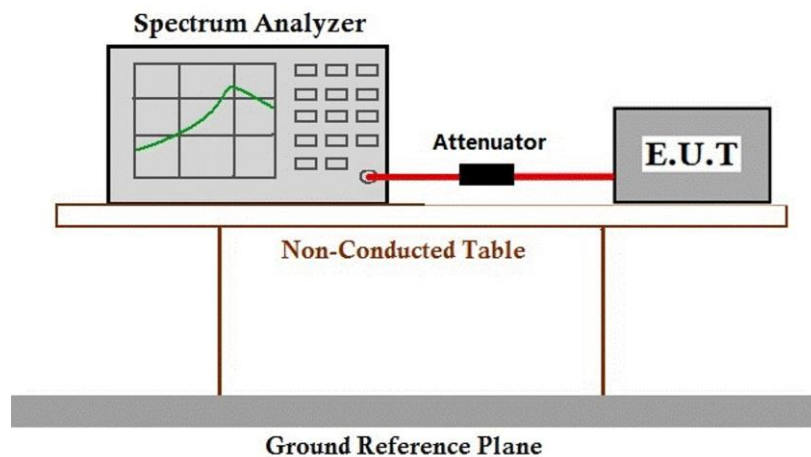 Spectrum Analyzer
Attenuator
E.U.T
Non-Conducted Table
Ground Reference Plane